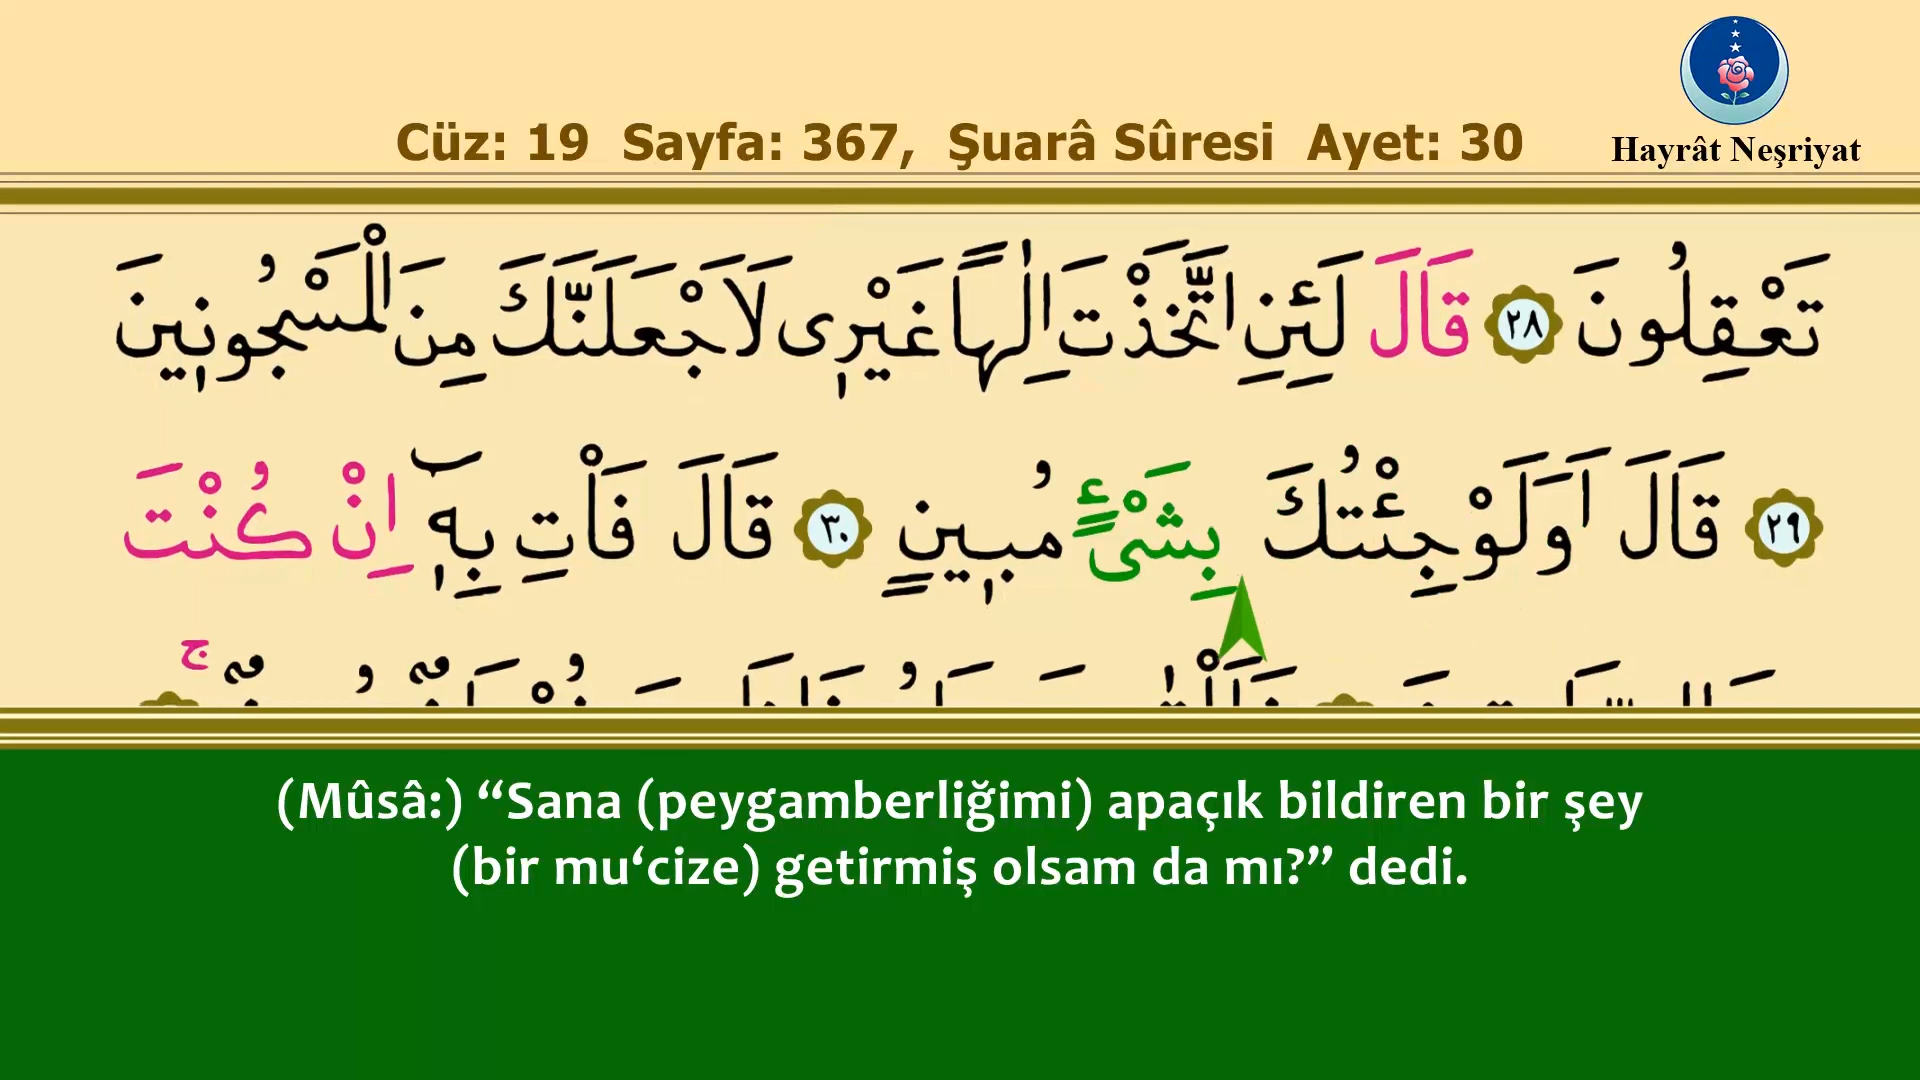 Cüz: 19 Sayfa: 367, Şuarâ Sûresi Ayet: 30
Hayrât Neşriyat
تَعْقِلُونَ ٢٨ قَالَ لَئِنِ اتَّخَذْتَ اِلٰهًا غَيْرِى لَاَجْعَلَنَّكَ مِنَ الْمَسْجُونِينَ
٢٩ قَالَ اَوَلَوْ جِئْتُكَ بِشَىْءٍ مُبِينٍ ٣٠ قَالَ فَاْتِ بِهِٓ اِنْ كُنْتَ
(Mûsâ:) “Sana (peygamberliğimi) apaçık bildiren bir şey
(bir mu‘cize) getirmiş olsam da mı?” dedi.